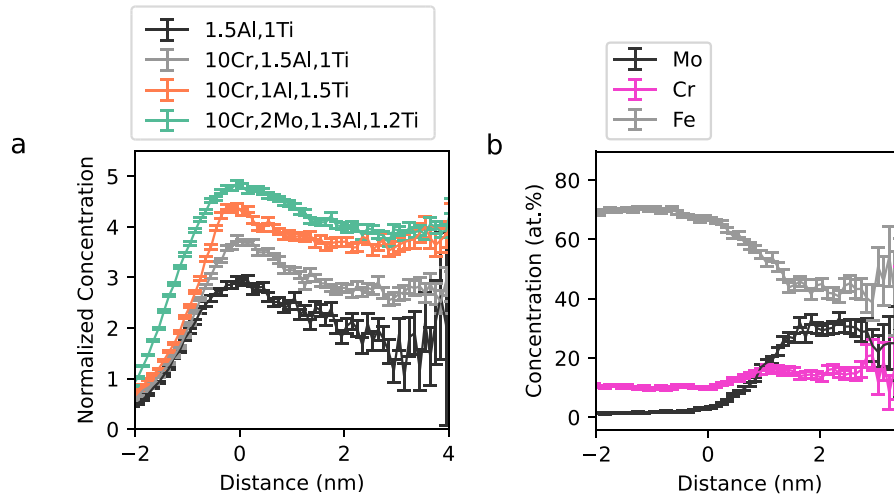 1.5Al,1Ti
10Cr,1.5Al,1Ti
10Cr,1Al,1.5Ti
10Cr,2Mo,1.3Al,1.2Ti
a
Normalized Concentration
5
4
3
2
1
0
−2
0
2
4
Distance (nm)
Mo
Cr
Fe
b
Concentration (at.%)
80
60
40
20
0
−2
0
2
Distance (nm)